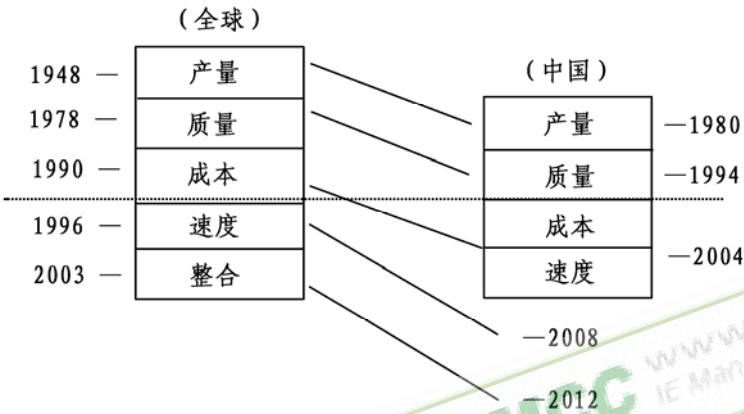 (全球)
1948 — 产量
1978 — 质量
1990 — 成本
1996 — 速度
2003 — 整合
(中国)
产量 —1980
质量 —1994
成本
—2004
速度
—2008
—2012